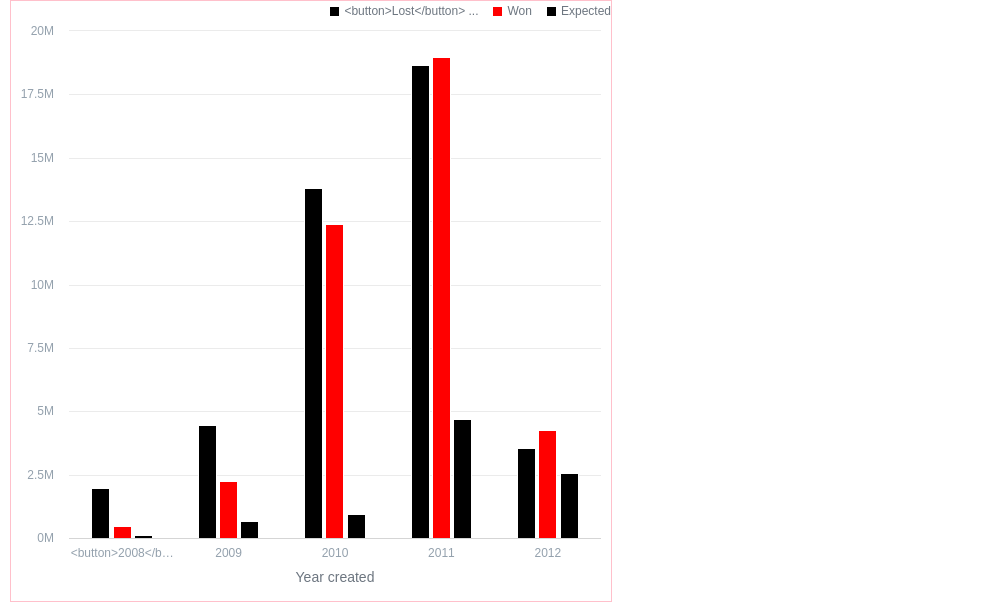 <button>Lost</button> ... Won Expected
20M
17.5M
15M
12.5M
10M
7.5M
5M
2.5M
0M
<button>2008</b… 2009 2010 2011 2012
Year created